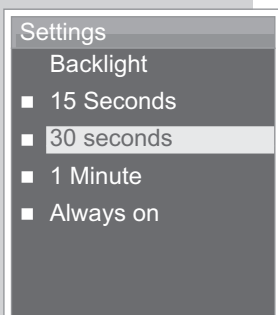 Settings
Backlight
■ 15 Seconds
■ 30 seconds
■ 1 Minute
■ Always on